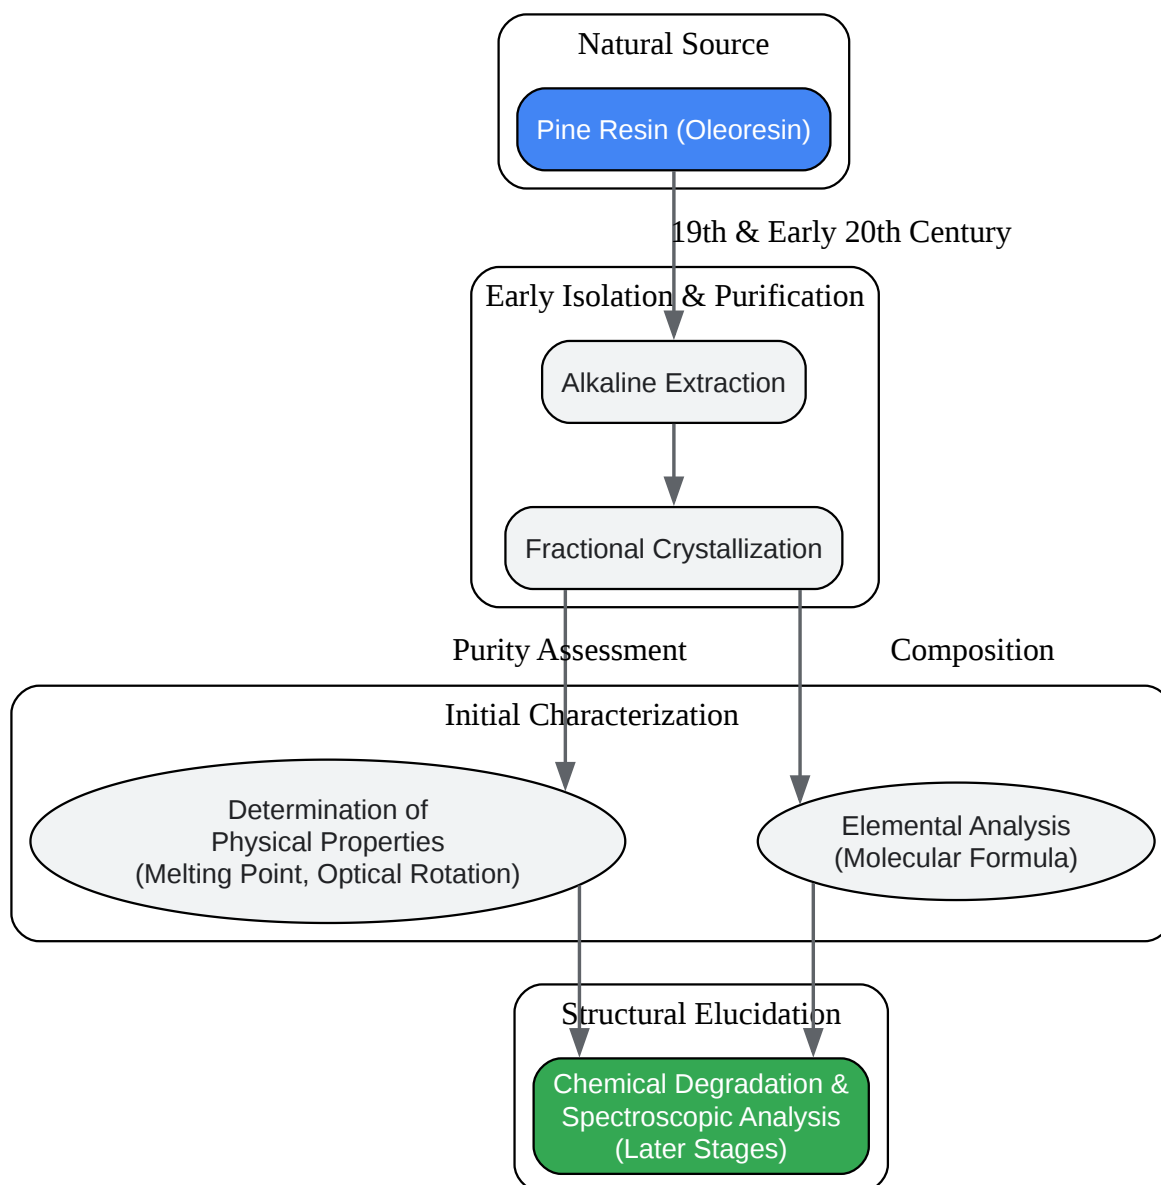 Natural Source
Pine Resin (Oleoresin)
19th & Early 20th Century
Early Isolation & Purification
Alkaline Extraction
Fractional Crystallization
Purity Assessment
Composition
Initial Characterization
Determination of
Physical Properties
(Melting Point, Optical Rotation)
Elemental Analysis
(Molecular Formula)
Structural Elucidation
Chemical Degradation &
Spectroscopic Analysis
(Later Stages)